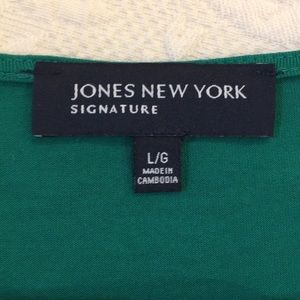 JONES NEW YORK
SIGNATURE
L/G
MADE IN
CAMBODIA